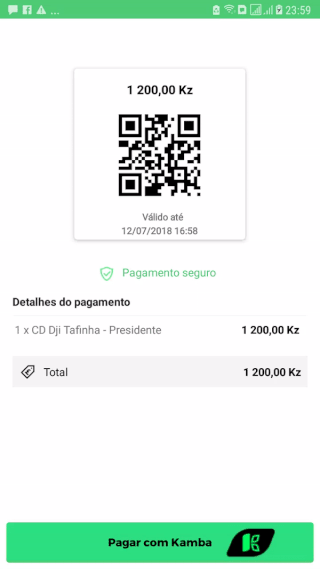 ... 23:59
1 200,00 Kz
Válido até
12/07/2018 16:58
Pagamento seguro
Detalhes do pagamento
1 x CD Dji Tafinha - Presidente 1 200,00 Kz
Total 1 200,00 Kz
Pagar com Kamba